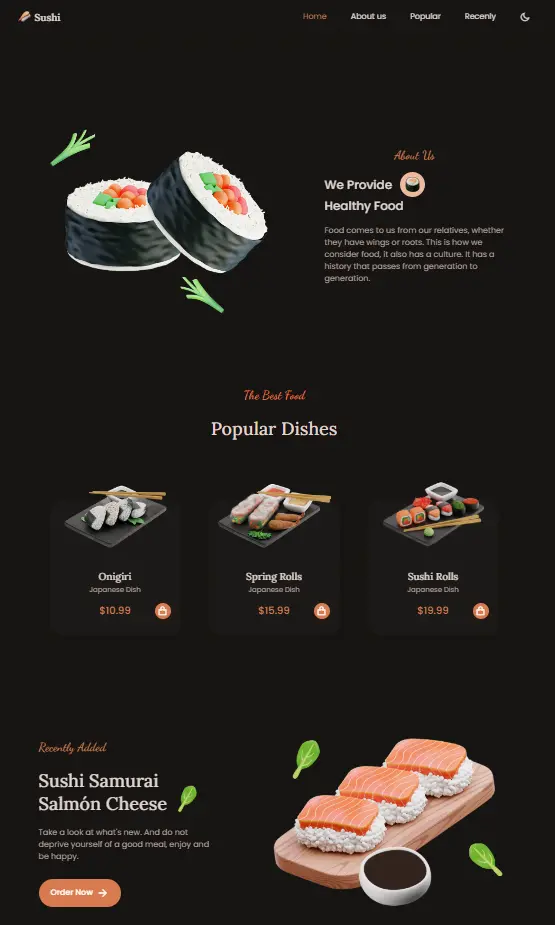 Sushi
Home About us Popular Recenly
About Us
We Provide
Healthy Food
Food comes to us from our relatives, whether
they have wings or roots. This is how we
consider food, it also has a culture. It has a
history that passes from generation to
generation.
The Best Food
Popular Dishes
Onigiri
Japanese Dish
$10.99
Spring Rolls
Japanese Dish
$15.99
Sushi Rolls
Japanese Dish
$19.99
Recently Added
Sushi Samurai
Salmón Cheese
Take a look at what's new. And do not
deprive yourself of a good meal, enjoy and
be happy.
Order Now